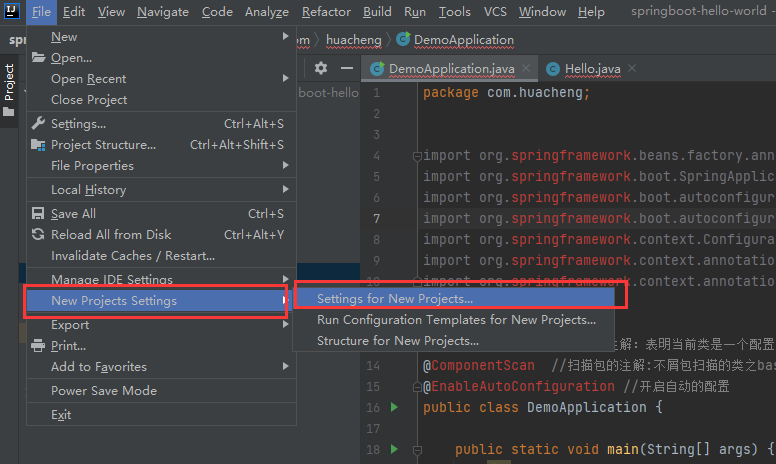 File Edit View Navigate Code Analyze Refactor Build Run Tools VCS Window Help springboot-hello-world
New
Open...
Open Recent
Close Project
Settings... Ctrl+Alt+S
Project Structure... Ctrl+Alt+Shift+S
File Properties
Local History
Save All Ctrl+S
Reload All from Disk Ctrl+Alt+Y
Invalidate Caches / Restart...
Manage IDE Settings
New Projects Settings
Export
Print...
Add to Favorites
Power Save Mode
Exit
Settings for New Projects...
Run Configuration Templates for New Projects...
Structure for New Projects...
Project
huacheng DemoApplication
DemoApplication.java Hello.java
boot-hello
1 package com.huacheng;
2
3
4 import org.springframework.beans.factory.ann
5 import org.springframework.boot.SpringApplic
6 import org.springframework.boot.autoconfigur
7 import org.springframework.boot.autoconfigur
8 import org.springframework.context.Configura
9 import org.springframework.context.annotatio
10 import org.springframework.context.annotatio
注解: 表明当前类是一个配置
14 @ComponentScan //扫描包的注解:不屑包扫描的类之bas
15 @EnableAutoConfiguration //开启自动的配置
16 public class DemoApplication {
17
18 public static void main(String[] args) {